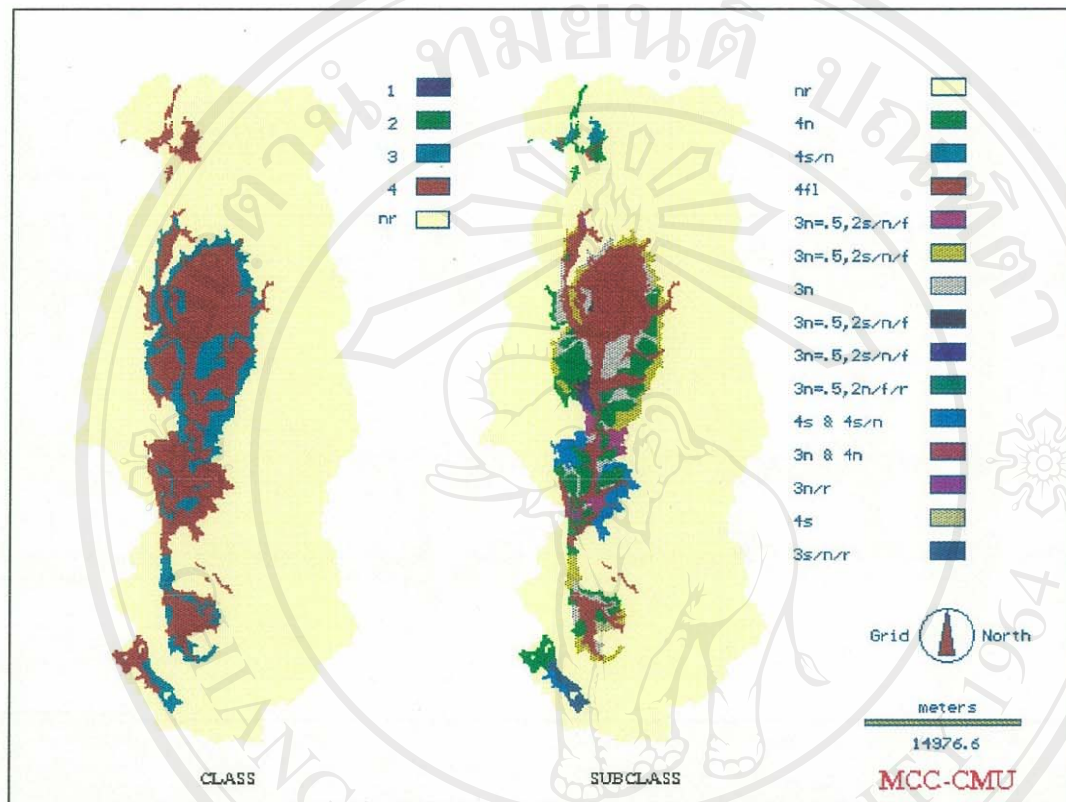 1
2
3
4
nr
nr
4n
4s/n
4fl
3n=.5,2s/n/f
3n=.5,2s/n/f
3n
3n=.5,2s/n/f
3n=.5,2s/n/f
3n=.5,2n/f/r
4s & 4s/n
3n & 4n
3n/r
4s
3s/n/r
Grid North
meters
14976.6
CLASS
SUBCLASS
MCC-CMU
1964